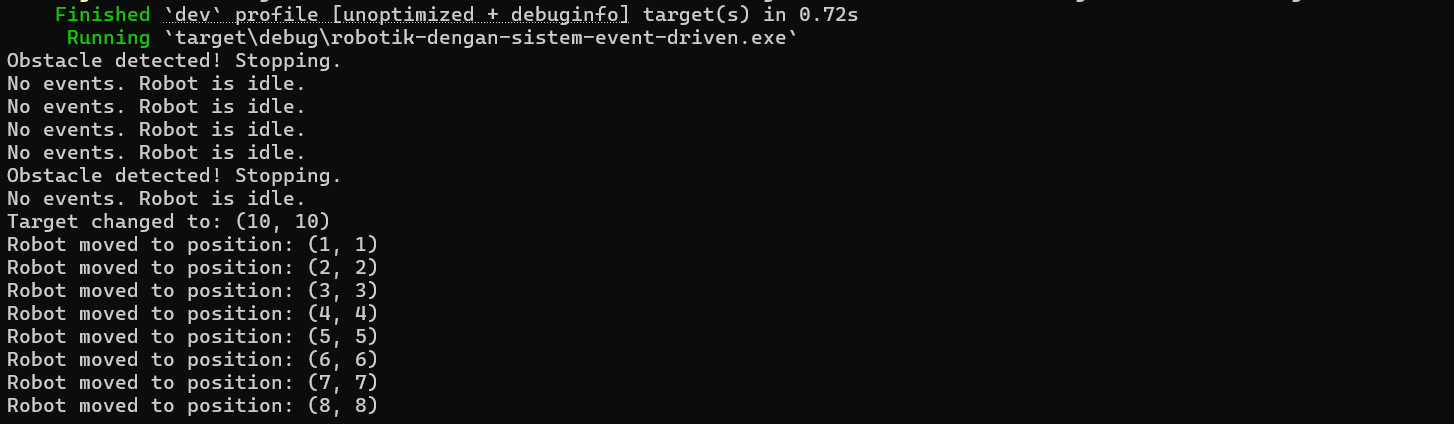 Finished `dev` profile [unoptimized + debuginfo] target(s) in 0.72s
Running `target\debug\robotik-dengan-sistem-event-driven.exe`
Obstacle detected! Stopping.
No events. Robot is idle.
No events. Robot is idle.
No events. Robot is idle.
No events. Robot is idle.
Obstacle detected! Stopping.
No events. Robot is idle.
Target changed to: (10, 10)
Robot moved to position: (1, 1)
Robot moved to position: (2, 2)
Robot moved to position: (3, 3)
Robot moved to position: (4, 4)
Robot moved to position: (5, 5)
Robot moved to position: (6, 6)
Robot moved to position: (7, 7)
Robot moved to position: (8, 8)